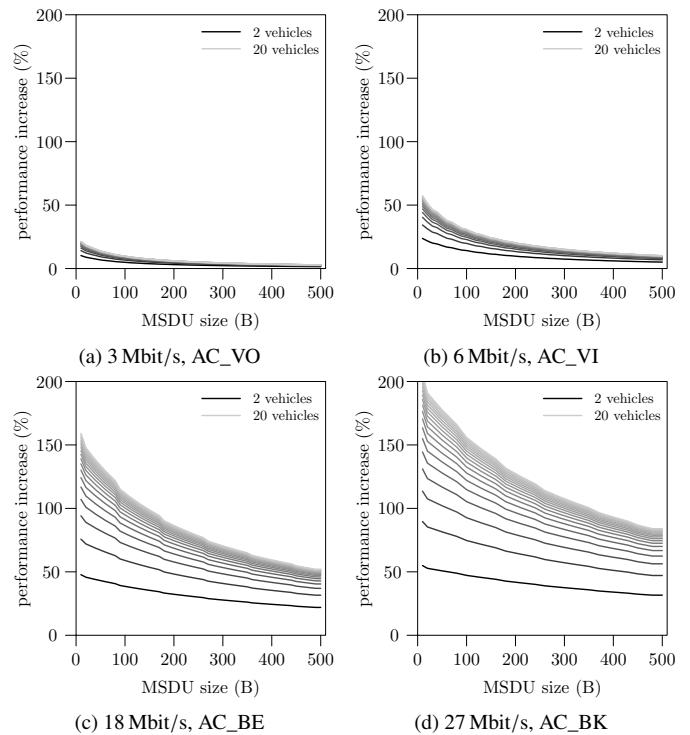 performance increase (%)
200
150
100
50
0
2 vehicles
20 vehicles
0 100 200 300 400 500
MSDU size (B)
(a) 3 Mbit/s, AC_VO
performance increase (%)
200
150
100
50
0
2 vehicles
20 vehicles
0 100 200 300 400 500
MSDU size (B)
(b) 6 Mbit/s, AC_VI
performance increase (%)
200
150
100
50
0
2 vehicles
20 vehicles
0 100 200 300 400 500
MSDU size (B)
(c) 18 Mbit/s, AC_BE
performance increase (%)
200
150
100
50
0
2 vehicles
20 vehicles
0 100 200 300 400 500
MSDU size (B)
(d) 27 Mbit/s, AC_BK